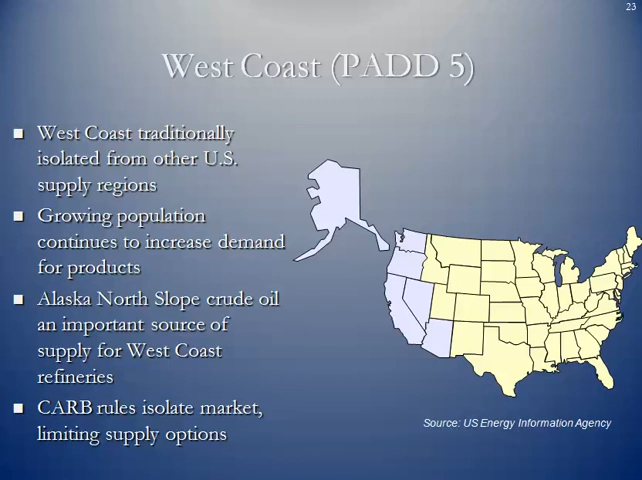 23
West Coast (PADD 5)
West Coast traditionally
isolated from other U.S.
supply regions
Growing population
continues to increase demand
for products
Alaska North Slope crude oil
an important source of
supply for West Coast
refineries
CARB rules isolate market,
limiting supply options
Source: US Energy Information Agency